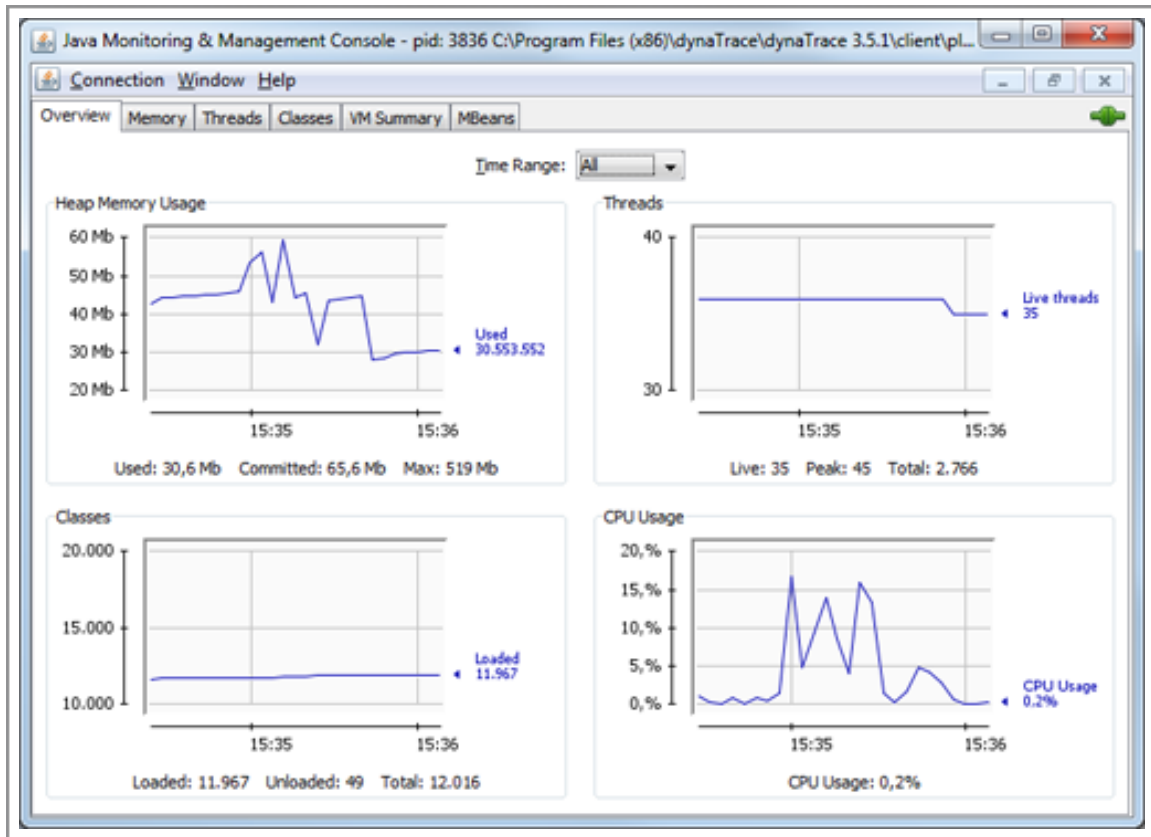 Java Monitoring & Management Console - pid: 3836 C:\Program Files (x86)\dynaTrace\dynaTrace 3.5.1\client\pl...
Connection Window Help
Overview Memory Threads Classes VM Summary MBeans
Time Range: All
Heap Memory Usage
60 Mb
50 Mb
40 Mb
30 Mb
20 Mb
Used
30.553.552
15:35 15:36
Used: 30,6 Mb Committed: 65,6 Mb Max: 519 Mb
Threads
40
30
Live threads
35
15:35 15:36
Live: 35 Peak: 45 Total: 2.766
Classes
20.000
15.000
10.000
Loaded
11.967
15:35 15:36
Loaded: 11.967 Unloaded: 49 Total: 12.016
CPU Usage
20,%
15,%
10,%
5,%
0,%
CPU Usage
0.2%
15:35 15:36
CPU Usage: 0,2%